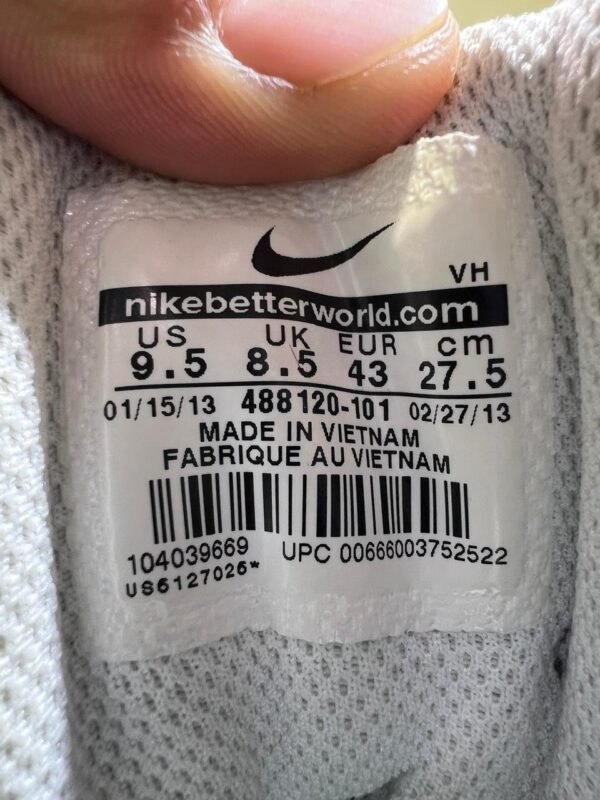 VH
nikebetterworld.com
US UK EUR cm
9.5 8.5 43 27.5
01/15/13 488120-101 02/27/13
MADE IN VIETNAM
FABRIQUE AU VIETNAM
104039669 UPC 00666003752522
US6127026*